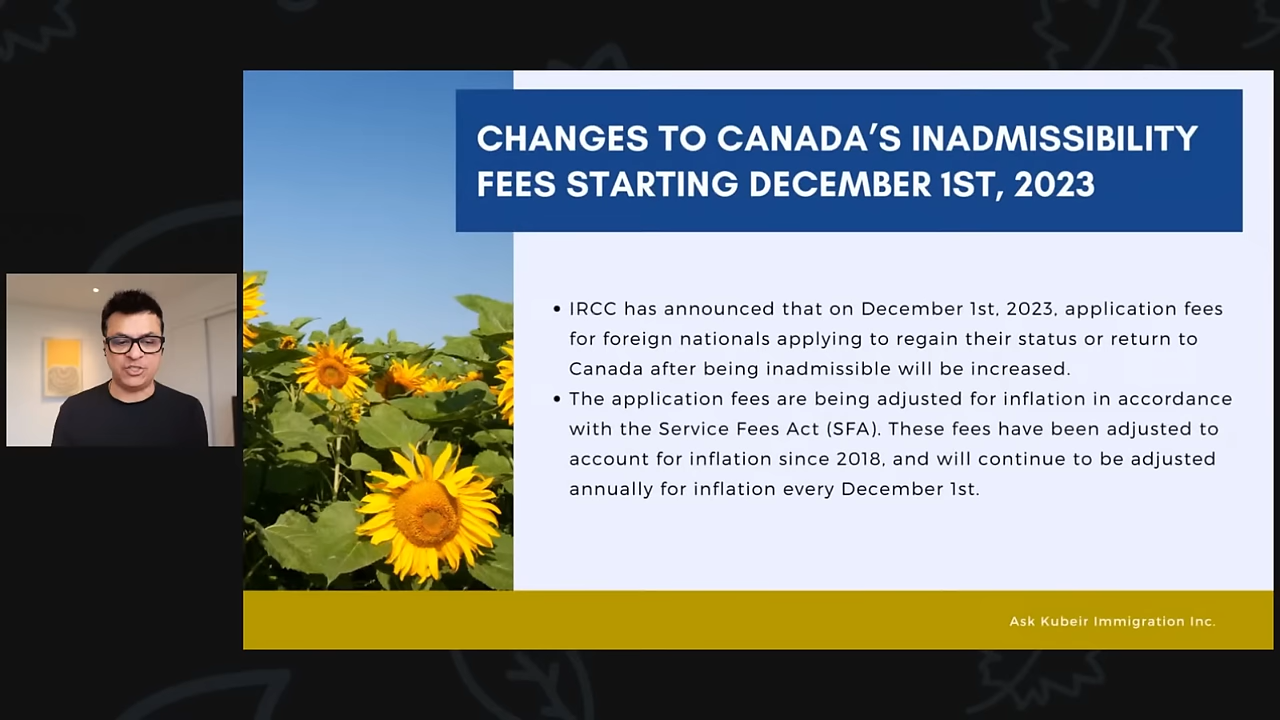 CHANGES TO CANADA’S INADMISSIBILITY
FEES STARTING DECEMBER 1ST, 2023
• IRCC has announced that on December 1st, 2023, application fees
for foreign nationals applying to regain their status or return to
Canada after being inadmissible will be increased.
• The application fees are being adjusted for inflation in accordance
with the Service Fees Act (SFA). These fees have been adjusted to
account for inflation since 2018, and will continue to be adjusted
annually for inflation every December 1st.
Ask Kubeir Immigration Inc.